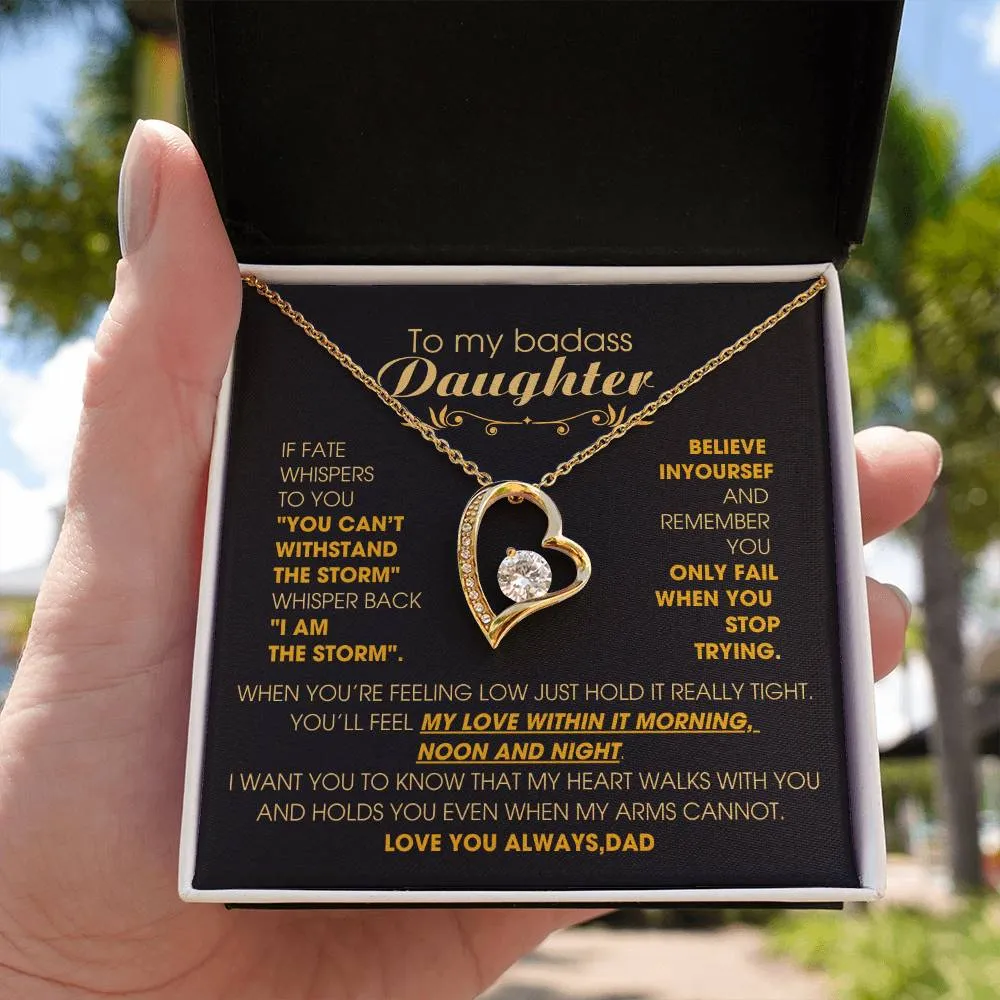 To my badass
Daughter
IF FATE
WHISPERS
TO YOU
"YOU CAN'T
WITHSTAND
THE STORM"
WHISPER BACK
"I AM
THE STORM".
BELIEVE
INYOURSEF
AND
REMEMBER
YOU
ONLY FAIL
WHEN YOU
STOP
TRYING.
WHEN YOU'RE FEELING LOW JUST HOLD IT REALLY TIGHT.
YOU'LL FEEL MY LOVE WITHIN IT MORNING,
NOON AND NIGHT
I WANT YOU TO KNOW THAT MY HEART WALKS WITH YOU
AND HOLDS YOU EVEN WHEN MY ARMS CANNOT.
LOVE YOU ALWAYS,DAD